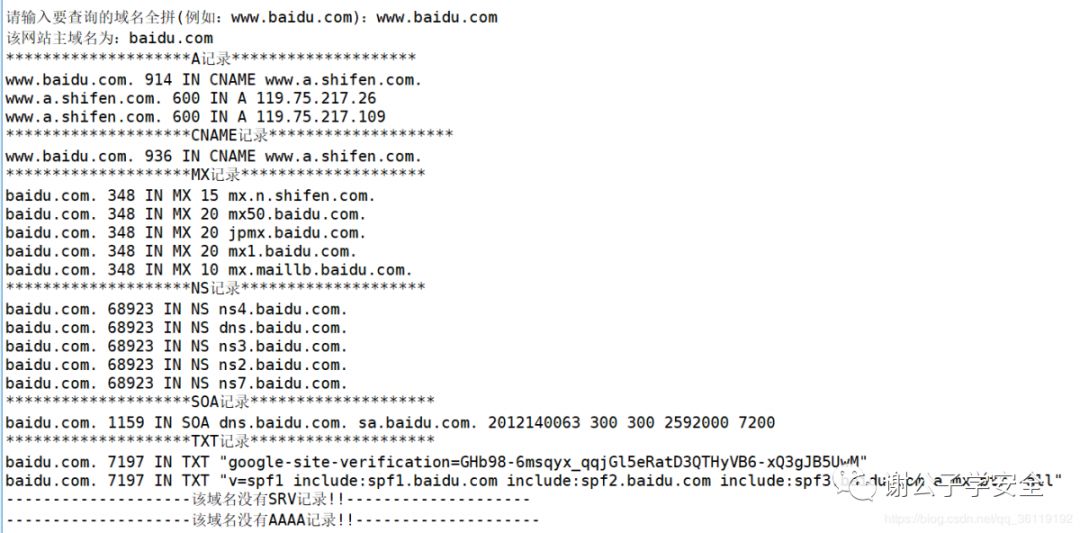 请输入要查询的域名全拼(例如：www.baidu.com)：www.baidu.com
该网站主域名为：baidu.com
********************A记录********************
www.baidu.com. 914 IN CNAME www.a.shifen.com.
www.a.shifen.com. 600 IN A 119.75.217.26
www.a.shifen.com. 600 IN A 119.75.217.109
********************CNAME记录********************
www.baidu.com. 936 IN CNAME www.a.shifen.com.
********************MX记录********************
baidu.com. 348 IN MX 15 mx.n.shifen.com.
baidu.com. 348 IN MX 20 mx50.baidu.com.
baidu.com. 348 IN MX 20 jpmx.baidu.com.
baidu.com. 348 IN MX 20 mx1.baidu.com.
baidu.com. 348 IN MX 10 mx.maillb.baidu.com.
********************NS记录********************
baidu.com. 68923 IN NS ns4.baidu.com.
baidu.com. 68923 IN NS dns.baidu.com.
baidu.com. 68923 IN NS ns3.baidu.com.
baidu.com. 68923 IN NS ns2.baidu.com.
baidu.com. 68923 IN NS ns7.baidu.com.
********************SOA记录********************
baidu.com. 1159 IN SOA dns.baidu.com. sa.baidu.com. 2012140063 300 300 2592000 7200
********************TXT记录********************
baidu.com. 7197 IN TXT "google-site-verification=GHb98-6msqyx_qqjGl5eRatD3QTHyVB6-xQ3gJB5UwM"
baidu.com. 7197 IN TXT "v=spf1 include:spf1.baidu.com include:spf2.baidu.com include:spf3
--------------------该域名没有SRV记录!!--------------------
--------------------该域名没有AAAA记录!!--------------------
谢公子学安全
https://blog.csdn.net/qq_36119192